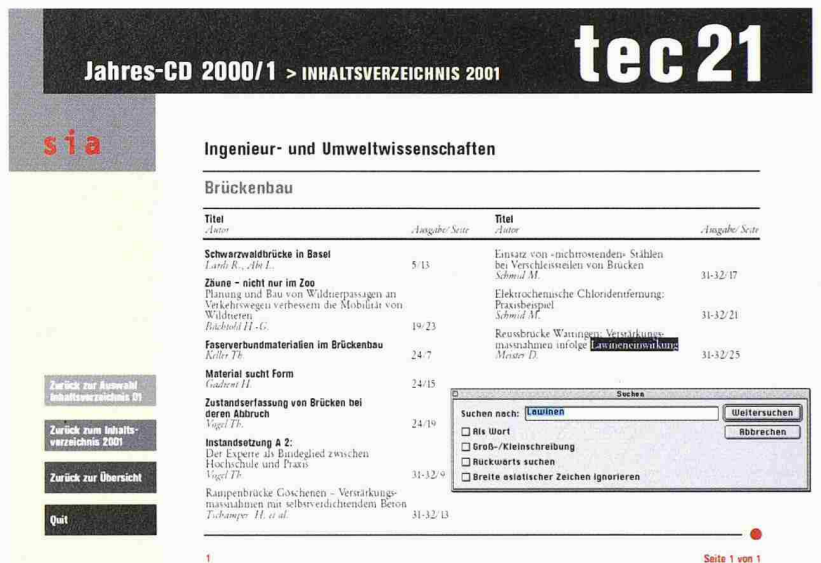 Jahres-CD 2000/1 > INHALTSVERZEICHNIS 2001
tec21
sia
Ingenieur- und Umweltwissenschaften
Brückenbau
Titel
Autor Ausgabe/Seite
Schwarzwaldbrücke in Basel
Lardi R., Abt L. 5/13
Zäune – nicht nur im Zoo
Planung und Bau von Wildtierpassagen an
Verkehrswegen verbessern die Mobilität von
Wildtieren
Bächtold H.-G. 19/23
Faserverbundmaterialien im Brückenbau
Keller Th. 24/7
Material sucht Form
Gadient H. 24/15
Zustandserfassung von Brücken bei
deren Abbruch
Vogel Th. 24/19
Instandsetzung A 2:
Der Experte als Bindeglied zwischen
Hochschule und Praxis
Vogel Th. 31-32/9
Rampenbrücke Göschenen – Verstärkungs-
massnahmen mit selbstverdichtendem Beton
Tschamper H. et al. 31-32/13
Titel
Autor Ausgabe/Seite
Einsatz von «nichtrostenden» Stählen
bei Verschleissteilen von Brücken
Schmid M. 31-32/17
Elektrochemische Chloridentfernung:
Praxisbeispiel
Schmid M. 31-32/21
Reussbrücke Wattingen: Verstärkungs-
massnahmen infolge Lawineneinwirkung
Meister D. 31-32/25
Zurück zur Auswahl
Inhaltsverzeichnis 01
Zurück zum Inhalts-
verzeichnis 2001
Zurück zur Übersicht
Quit
Suchen
Suchen nach: Lawinen Weitersuchen
Als Wort Abbrechen
Groß-/Kleinschreibung
Rückwärts suchen
Breite asiatischer Zeichen ignorieren
1
Seite 1 von 1